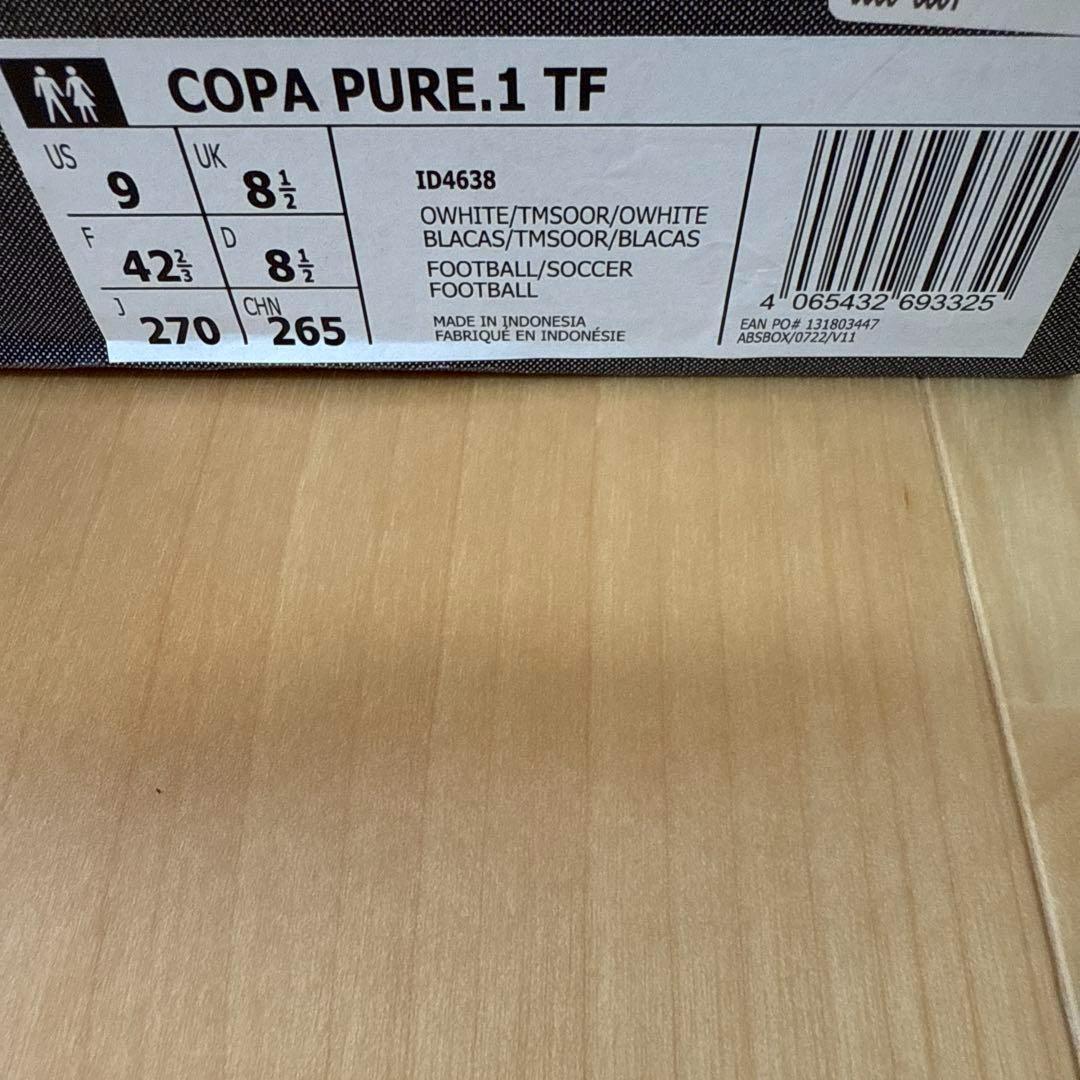 COPA PURE.1 TF
US 9
UK 8½
F 42⅔
D 8½
J 270
CHN 265
ID4638
OWHITE/TMSOOR/OWHITE
BLACAS/TMSOOR/BLACAS
FOOTBALL/SOCCER
FOOTBALL
MADE IN INDONESIA
FABRIQUÉ EN INDONÉSIE
4 065432 693325
EAN PO# 131803447
ABSBOX/0722/V11